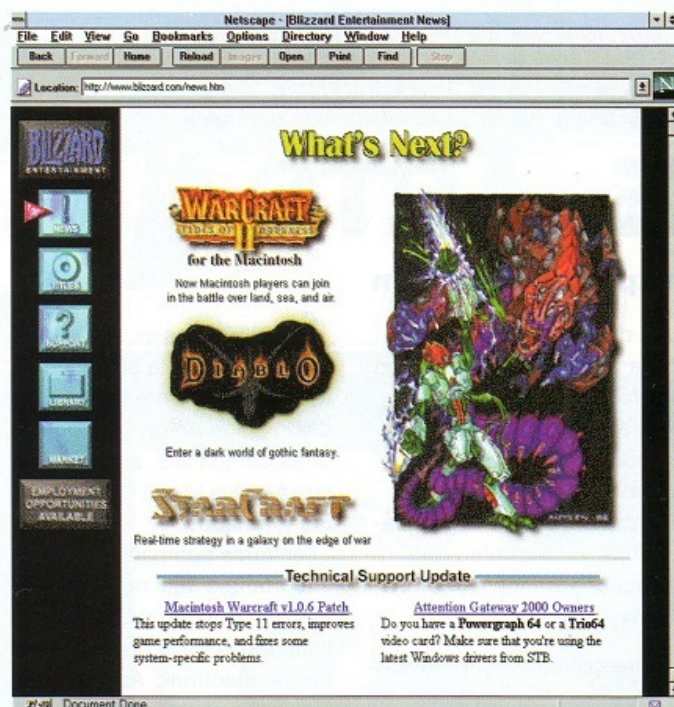 Netscape - [Blizzard Entertainment News]
File Edit View Go Bookmarks Options Directory Window Help
Back Forward Home Reload Images Open Print Find Stop
Location: http://www.blizzard.com/news.htm
N
BLIZZARD
ENTERTAINMENT
NEWS
TITLES
SUPPORT
LIBRARY
MARKET
EMPLOYMENT
OPPORTUNITIES
AVAILABLE
What's Next?
WARCRAFT
II
TIDES OF DARKNESS
for the Macintosh
Now Macintosh players can join
in the battle over land, sea, and air.
DIABLO
Enter a dark world of gothic fantasy.
STARCRAFT
Real-time strategy in a galaxy on the edge of war
Technical Support Update
Macintosh Warcraft v1.0.6 Patch
This update stops Type 11 errors, improves
game performance, and fixes some
system-specific problems.
Attention Gateway 2000 Owners
Do you have a Powergraph 64 or a Trio64
video card? Make sure that you're using the
latest Windows drivers from STB.
Document Done